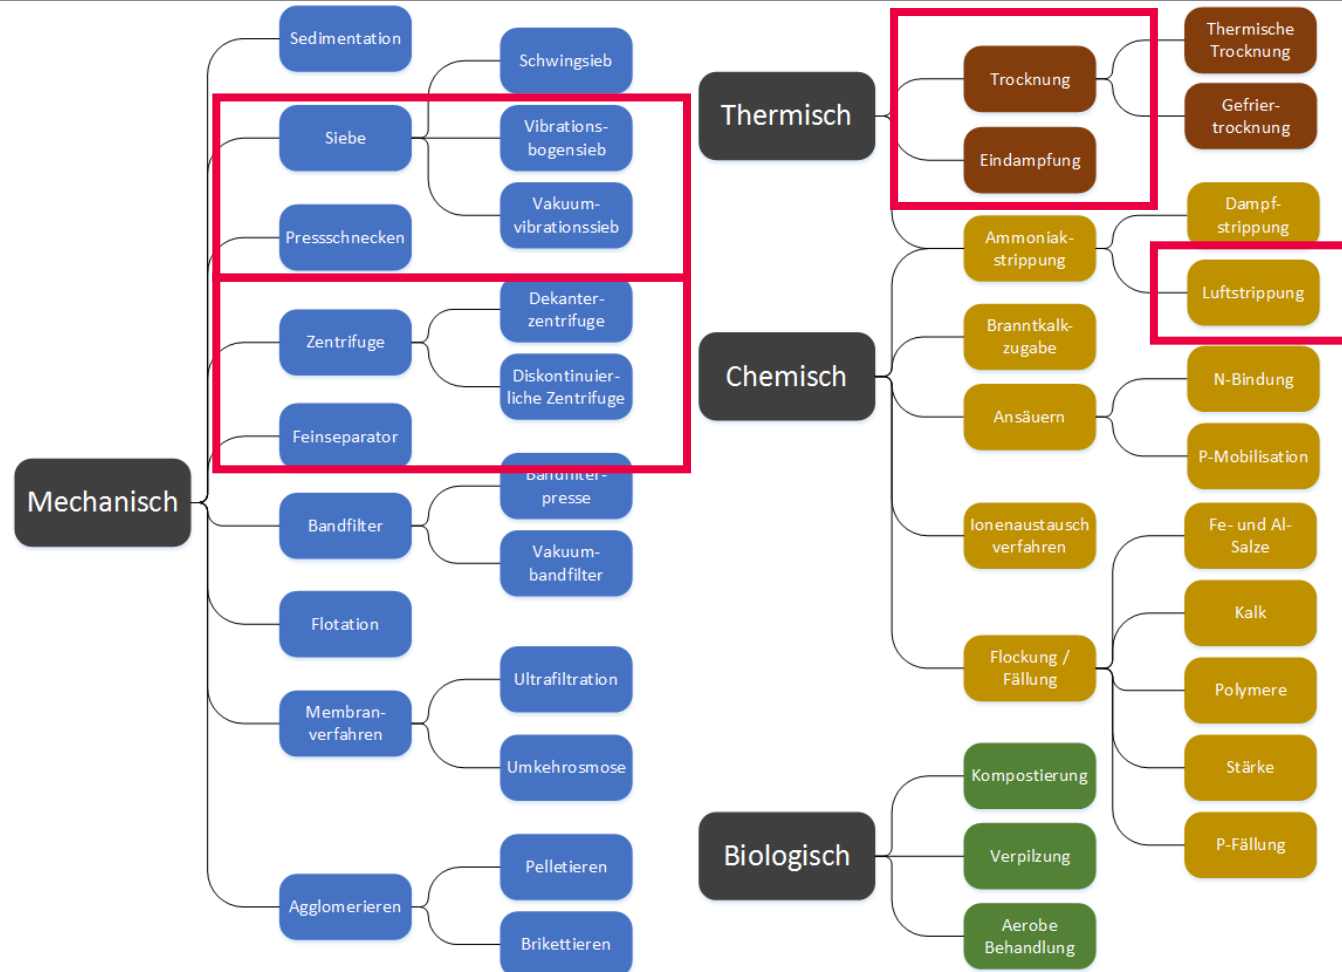 Mechanisch
Sedimentation
Siebe
Schwingsieb
Vibrations-
bogensieb
Vakuum-
vibrationssieb
Pressschnecken
Zentrifuge
Dekanter-
zentrifuge
Diskontinuier-
liche Zentrifuge
Feinseparator
Bandfilter
Bandfilter-
presse
Vakuum-
bandfilter
Flotation
Membran-
verfahren
Ultrafiltration
Umkehrosmose
Agglomerieren
Pelletieren
Brikettieren
Thermisch
Trocknung
Thermische
Trocknung
Gefrier-
trocknung
Eindampfung
Ammoniak-
strippung
Dampf-
strippung
Luftstrippung
Chemisch
Branntkalk-
zugabe
Ansäuern
N-Bindung
P-Mobilisation
Ionenaustausch
verfahren
Flockung /
Fällung
Fe- und Al-
Salze
Kalk
Polymere
Stärke
P-Fällung
Biologisch
Kompostierung
Verpilzung
Aerobe
Behandlung